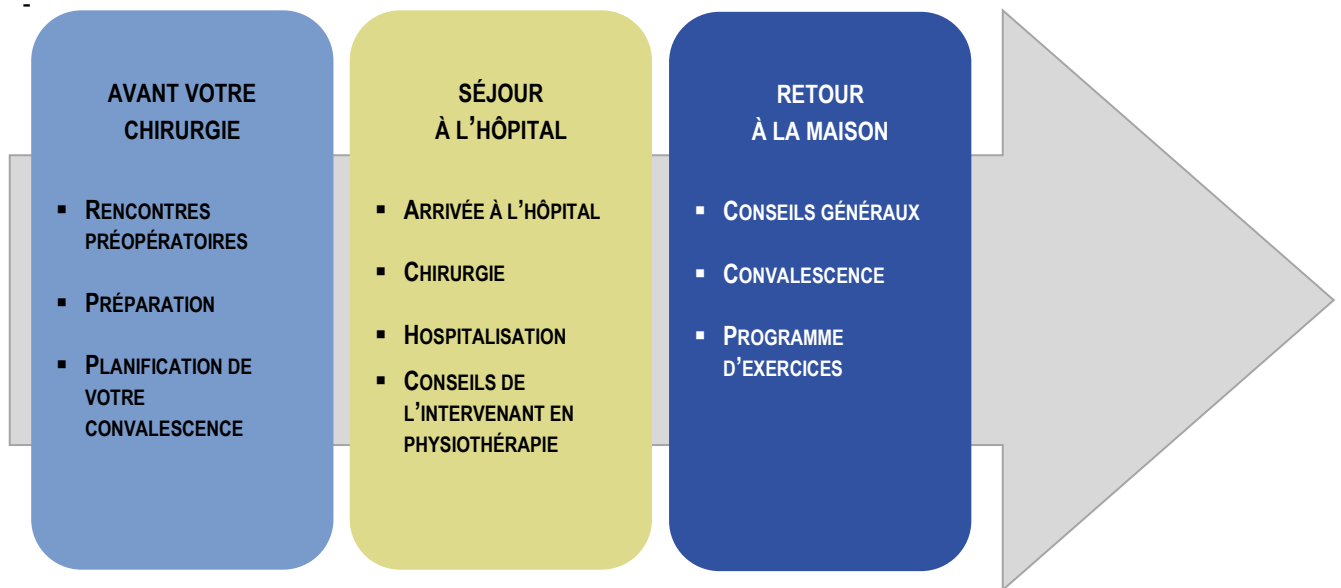 -
AVANT VOTRE
CHIRURGIE
▪ RENCONTRES
PRÉOPÉRATOIRES
▪ PRÉPARATION
▪ PLANIFICATION DE
VOTRE
CONVALESCENCE
SÉJOUR
À L’HÔPITAL
▪ ARRIVÉE À L’HÔPITAL
▪ CHIRURGIE
▪ HOSPITALISATION
▪ CONSEILS DE
L’INTERVENANT EN
PHYSIOTHÉRAPIE
RETOUR
À LA MAISON
▪ CONSEILS GÉNÉRAUX
▪ CONVALESCENCE
▪ PROGRAMME
D’EXERCICES